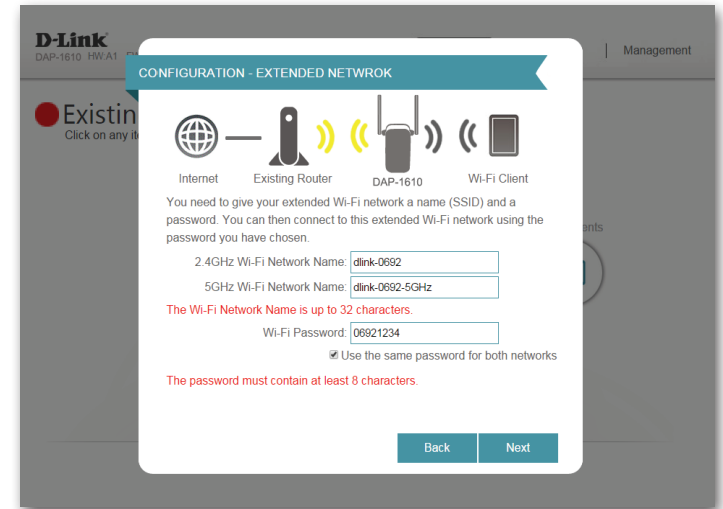 D-Link
DAP-1610 HW:A1
Management
CONFIGURATION - EXTENDED NETWROK
Existin
Click on any it
Internet
Existing Router
DAP-1610
Wi-Fi Client
You need to give your extended Wi-Fi network a name (SSID) and a
password. You can then connect to this extended Wi-Fi network using the
password you have chosen.
2.4GHz Wi-Fi Network Name: dlink-0692
5GHz Wi-Fi Network Name: dlink-0692-5GHz
The Wi-Fi Network Name is up to 32 characters.
Wi-Fi Password: 06921234
Use the same password for both networks
The password must contain at least 8 characters.
Back
Next